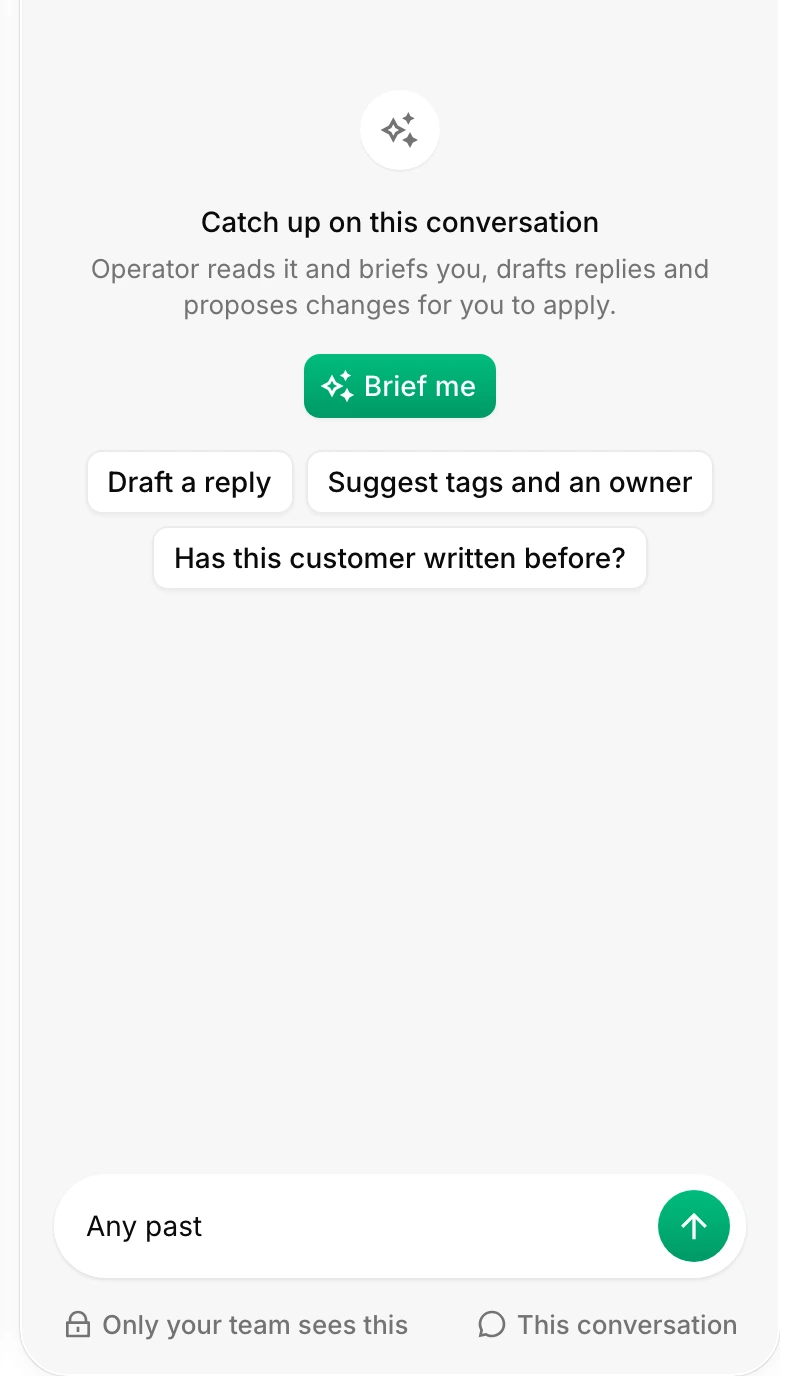 Catch up on this conversation
Operator reads it and briefs you, drafts replies and
proposes changes for you to apply.
Brief me
Draft a reply
Suggest tags and an owner
Has this customer written before?
Any past
Only your team sees this
This conversation